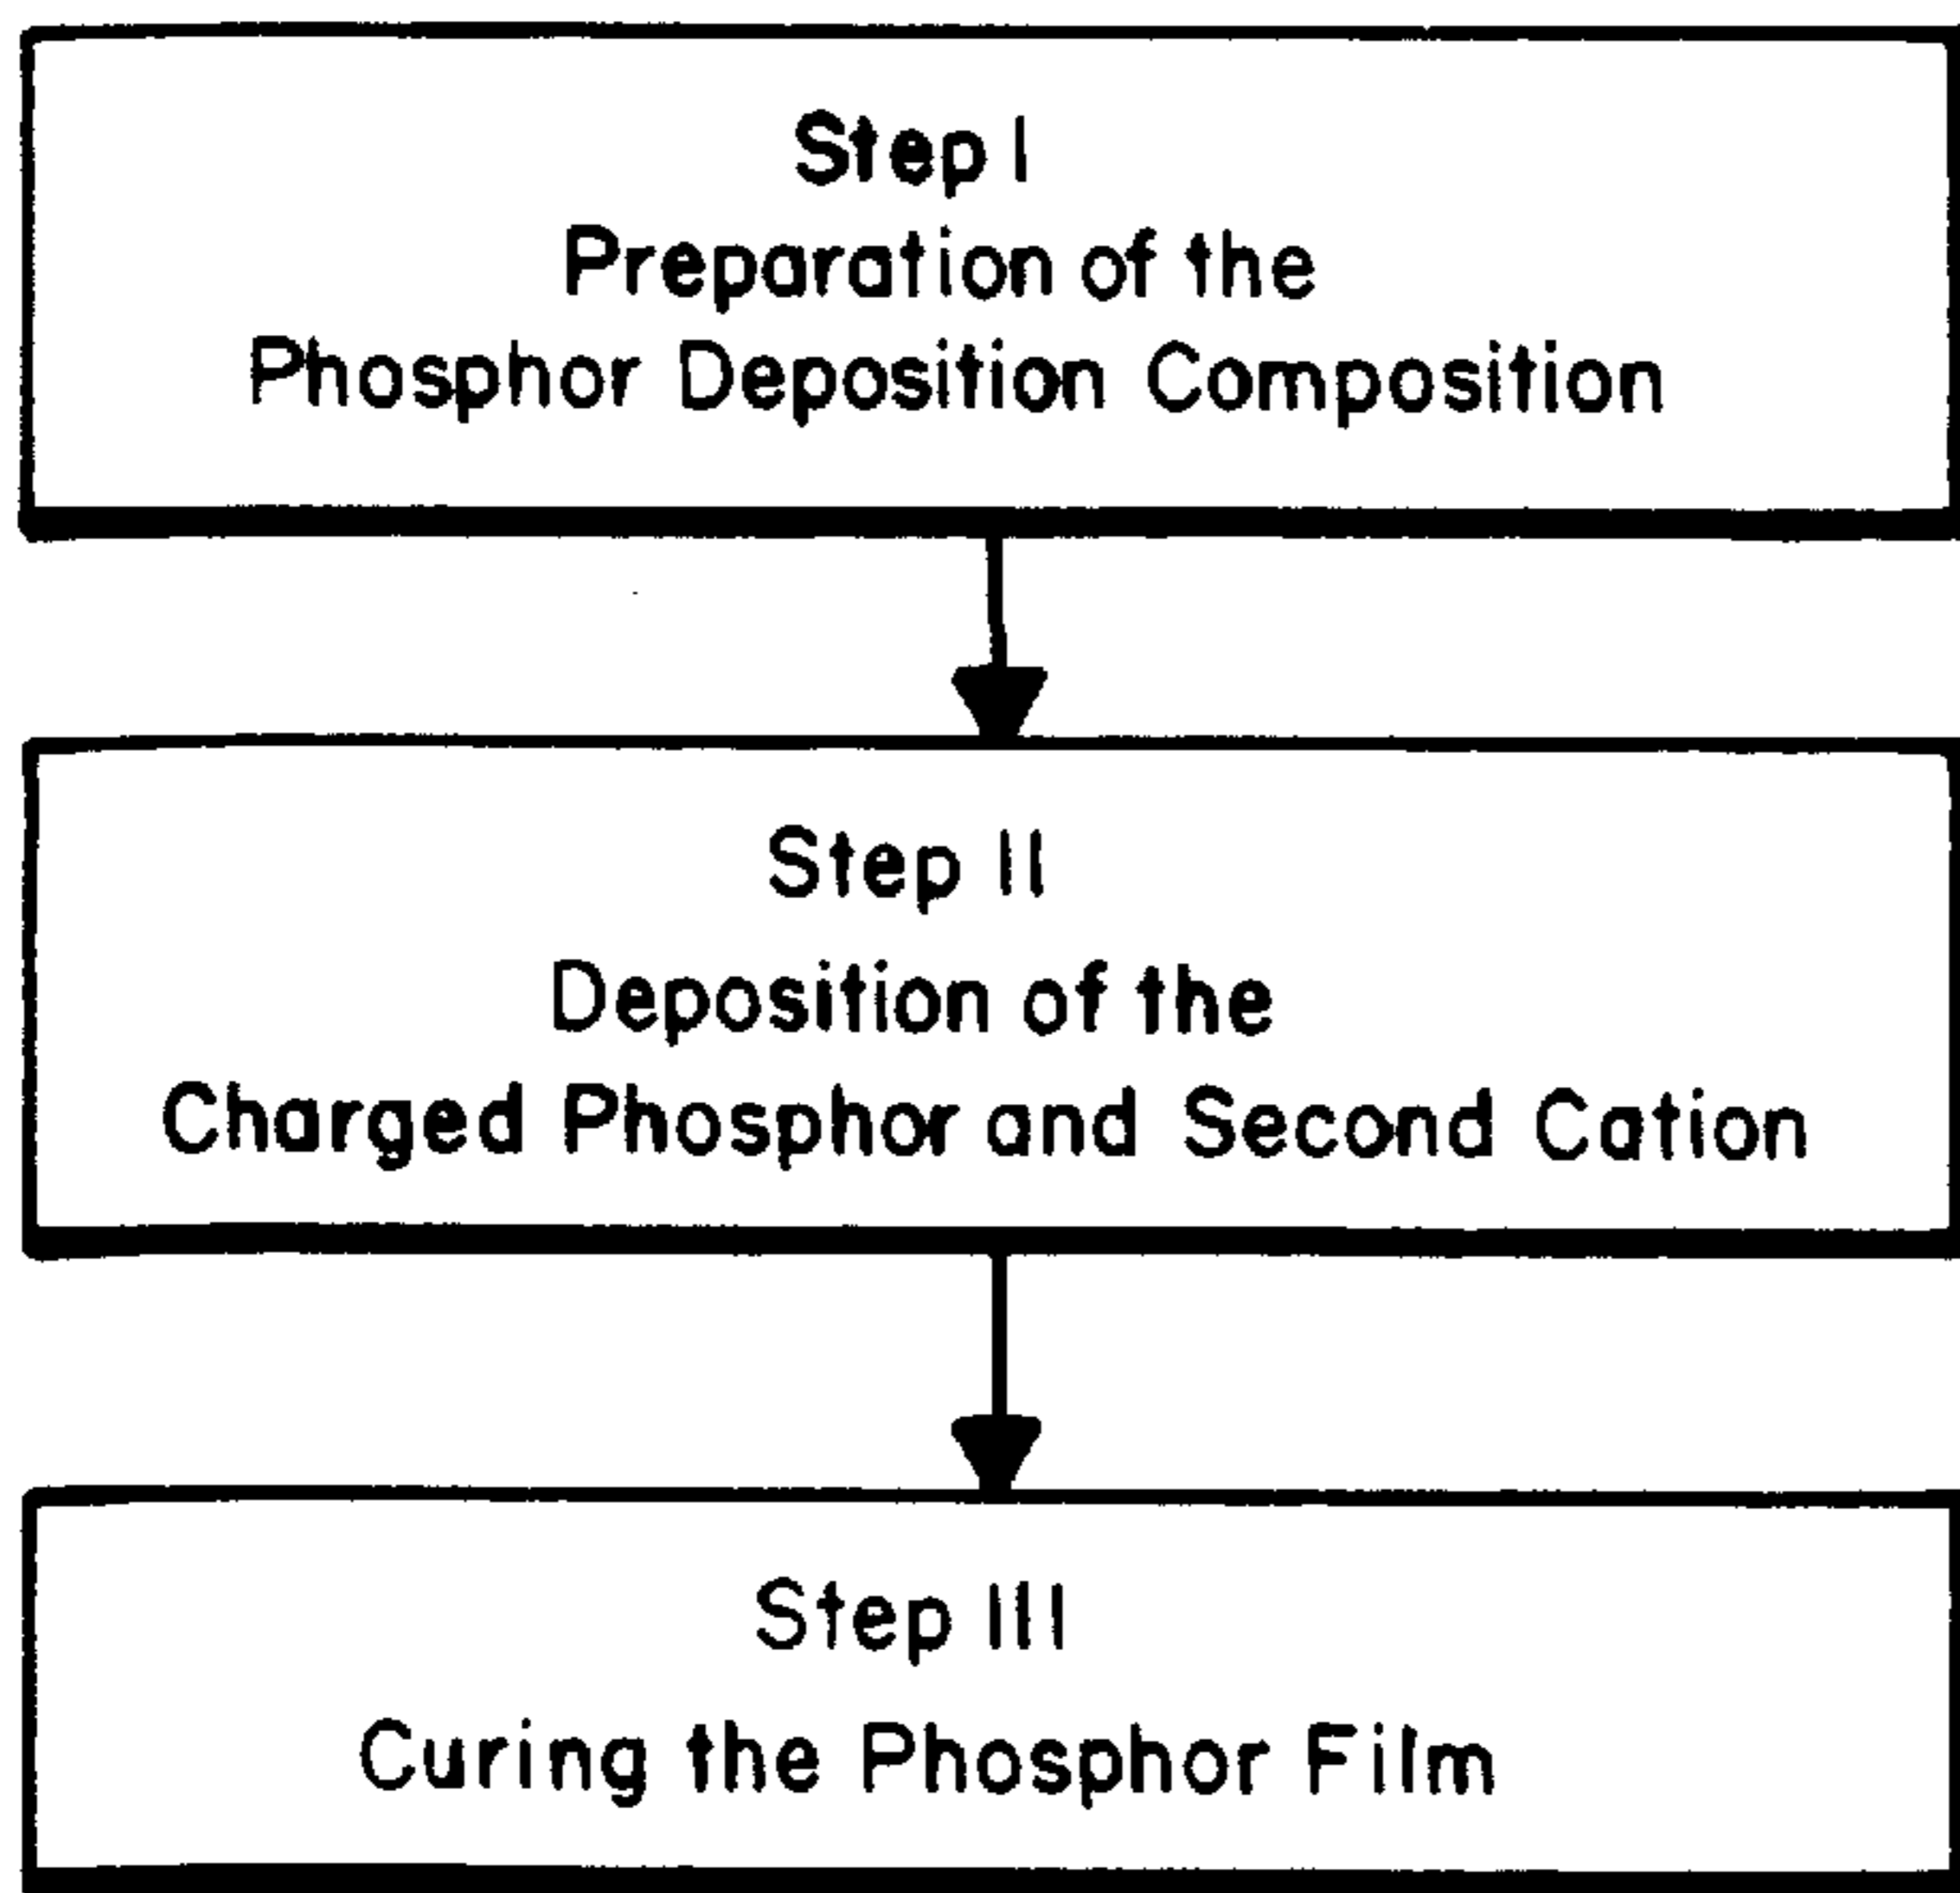 Step I
Preparation of the
Phosphor Deposition Composition
Step II
Deposition of the
Charged Phosphor and Second Cation
Step III
Curing the Phosphor Film